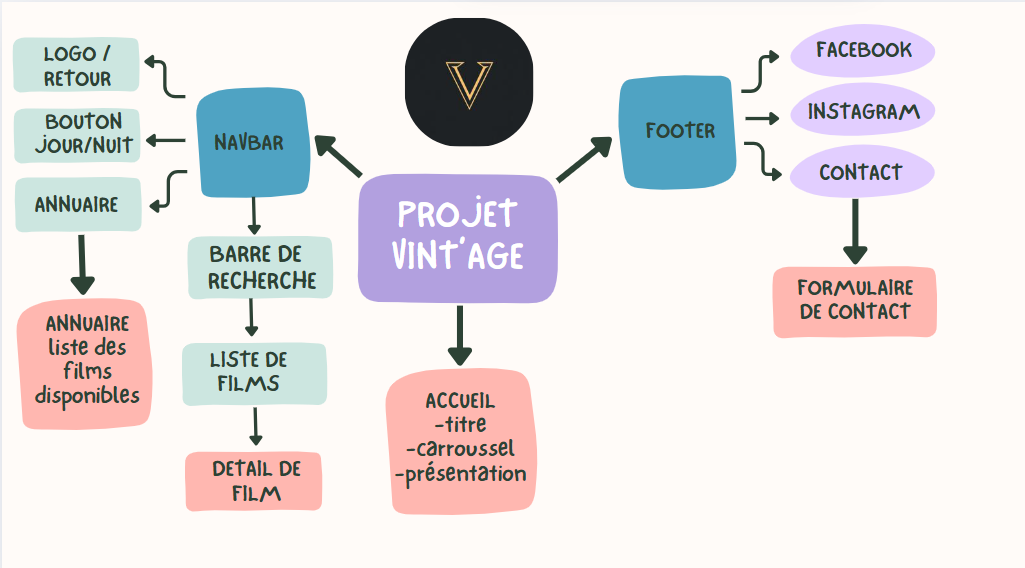 LOGO /
RETOUR
BOUTON
JOUR/NUIT
ANNUAIRE
ANNUAIRE
liste des
films
disponibles
NAVBAR
BARRE DE
RECHERCHE
LISTE DE
FILMS
DETAIL DE
FILM
V
PROJET
VINT'AGE
ACCUEIL
-titre
-carroussel
-présentation
FOOTER
FACEBOOK
INSTAGRAM
CONTACT
FORMULAIRE
DE CONTACT